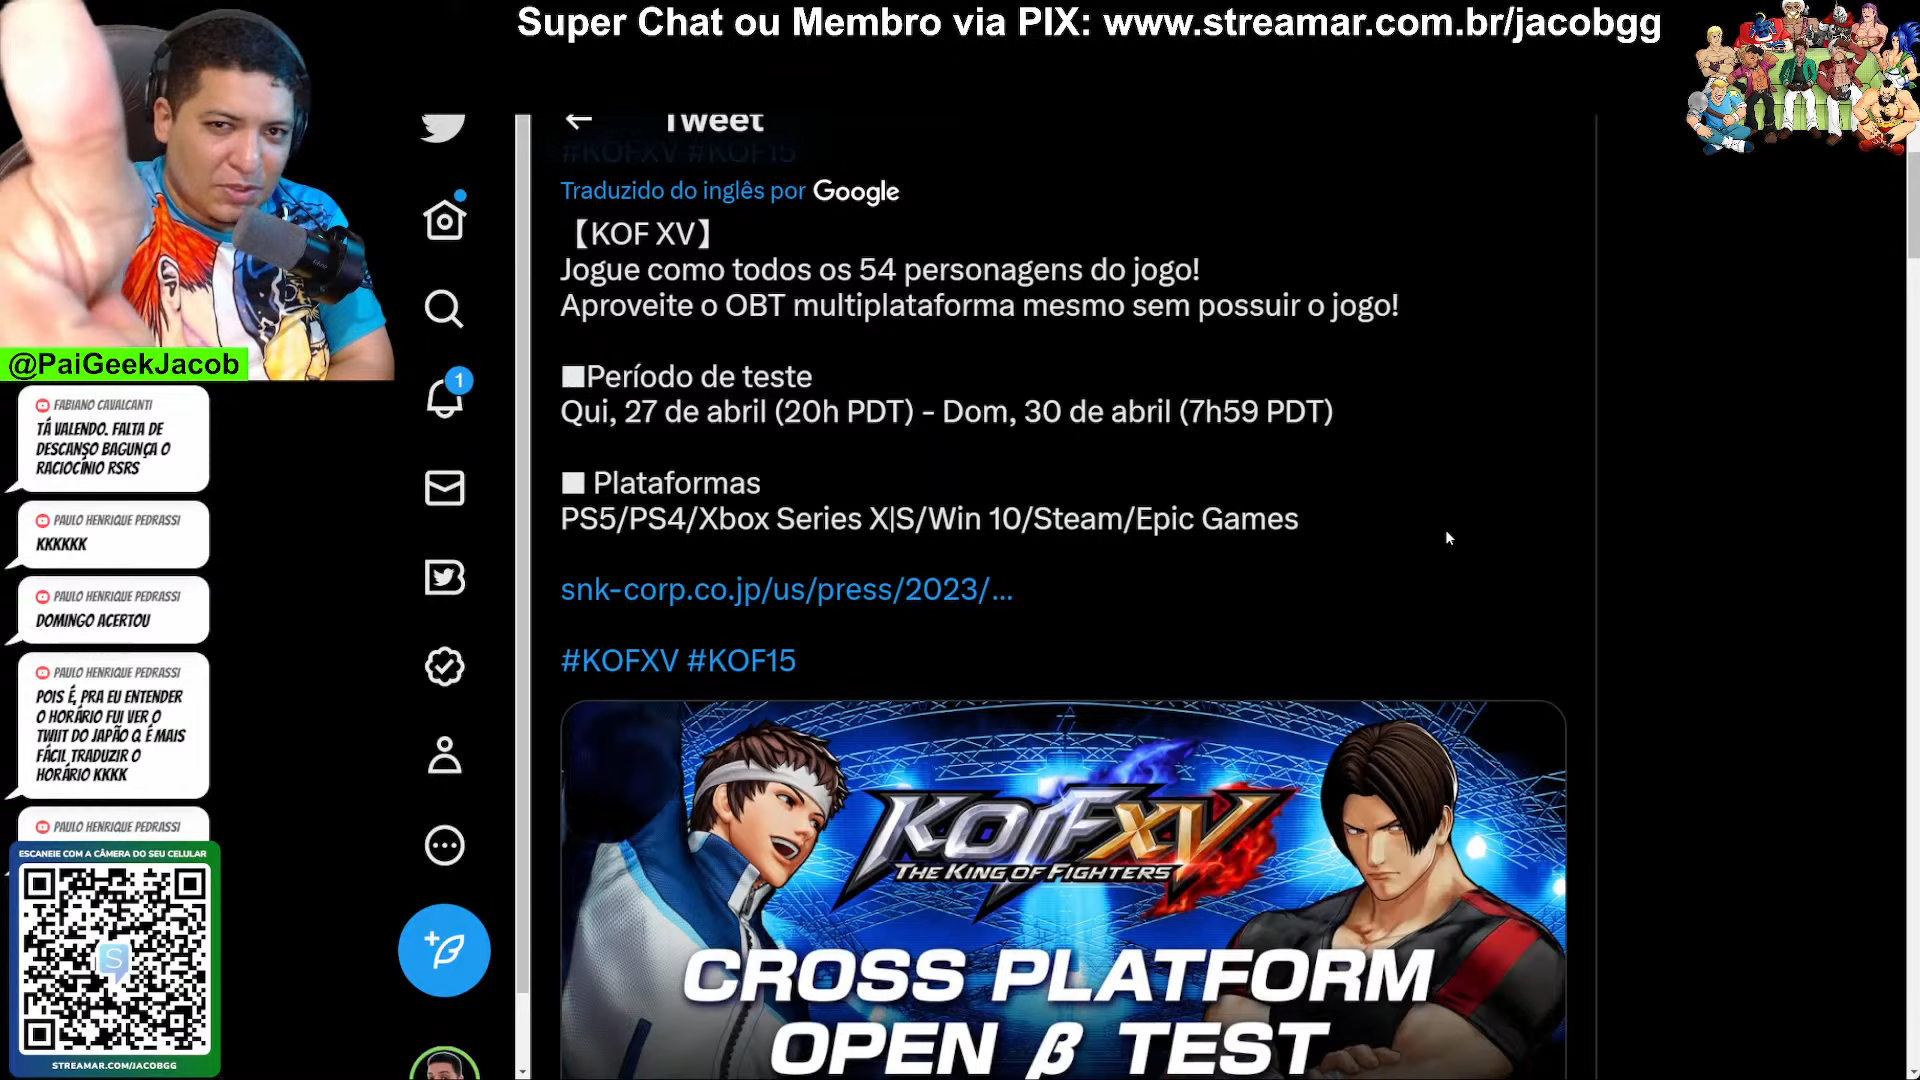 Super Chat ou Membro via PIX: www.streamar.com.br/jacobgg
Tweet
#KOFXV #KOF15
Traduzido do inglês por Google
【KOF XV】
Jogue como todos os 54 personagens do jogo!
Aproveite o OBT multiplataforma mesmo sem possuir o jogo!
■Período de teste
Qui, 27 de abril (20h PDT) - Dom, 30 de abril (7h59 PDT)
■ Plataformas
PS5/PS4/Xbox Series X|S/Win 10/Steam/Epic Games
snk-corp.co.jp/us/press/2023/...
#KOFXV #KOF15
KOF XV
THE KING OF FIGHTERS
CROSS PLATFORM
OPEN β TEST
1
@PaiGeekJacob
FABIANO CAVALCANTI
TÁ VALENDO. FALTA DE
DESCANSO BAGUNÇA O
RACIOCÍNIO RSRS
PAULO HENRIQUE PEDRASSI
KKKKKK
PAULO HENRIQUE PEDRASSI
DOMINGO ACERTOU
PAULO HENRIQUE PEDRASSI
POIS É, PRA EU ENTENDER
O HORÁRIO FUI VER O
TWIIT DO JAPÃO Q É MAIS
FÁCIL TRADUZIR O
HORÁRIO KKKK
PAULO HENRIQUE PEDRASSI
ESCANEIE COM A CÂMERA DO SEU CELULAR
S
STREAMAR.COM/JACOBGG